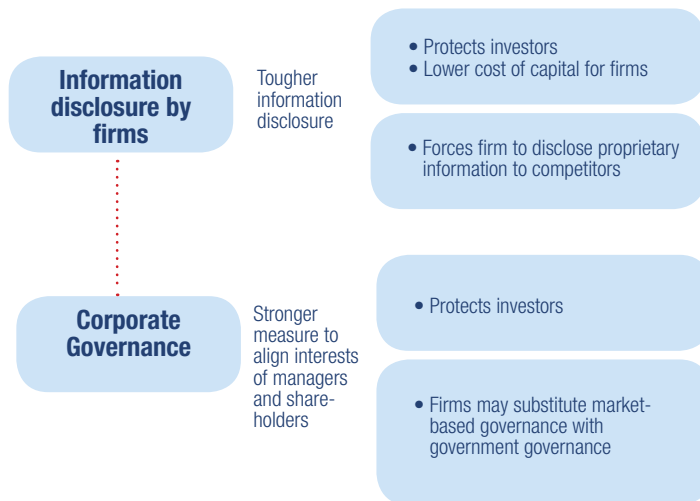 Information
disclosure by
firms
Tougher
information
disclosure
• Protects investors
• Lower cost of capital for firms
• Forces firm to disclose proprietary
information to competitors
Corporate
Governance
Stronger
measure to
align interests
of managers
and share-
holders
• Protects investors
• Firms may substitute market-
based governance with
government governance